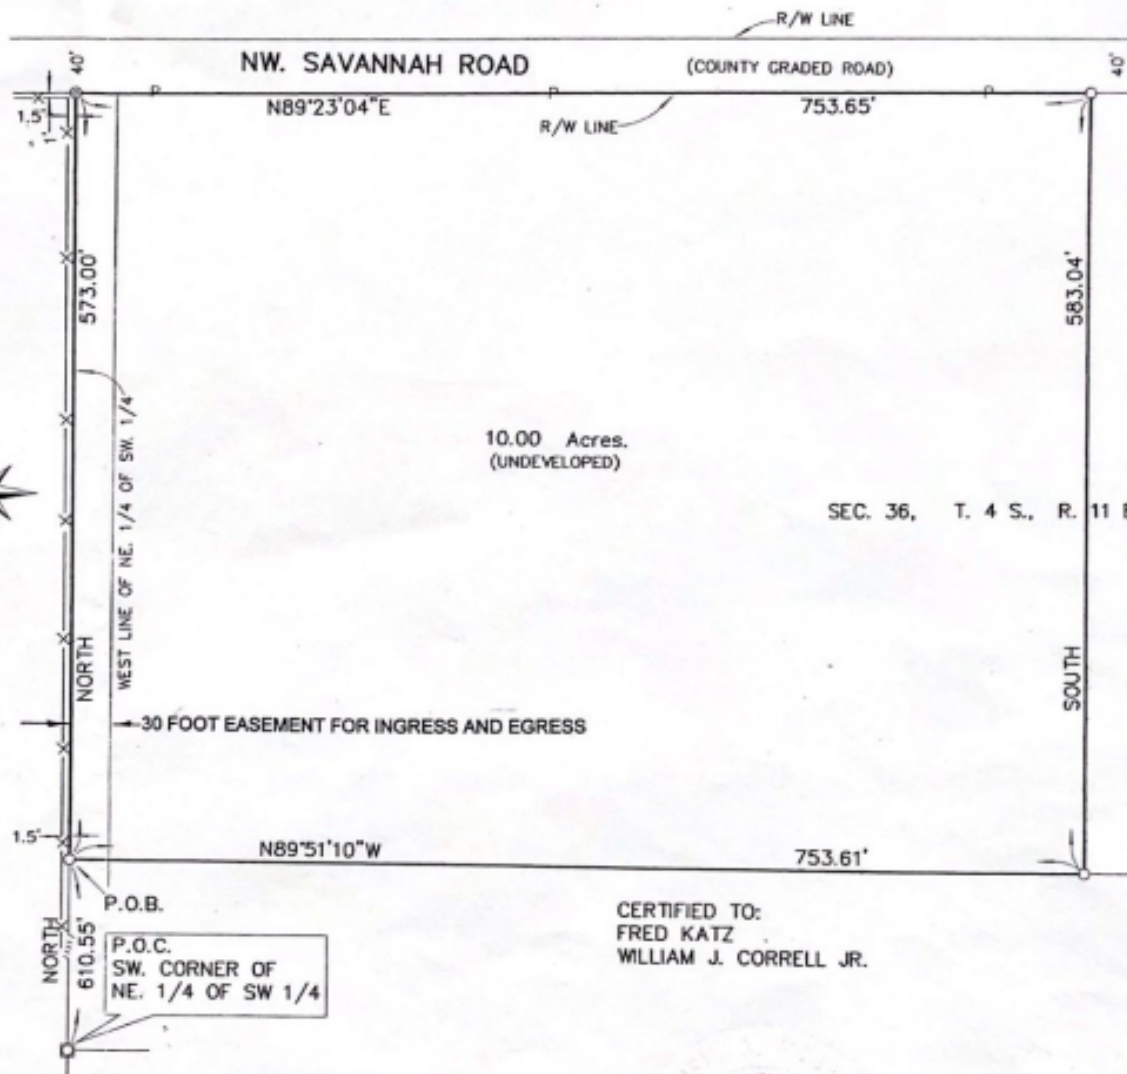 R/W LINE
40'
NW. SAVANNAH ROAD
(COUNTY GRADED ROAD)
40'
1.5'
1'
N89°23'04"E
R/W LINE
753.65'
573.00'
583.04'
WEST LINE OF NE. 1/4 OF SW. 1/4
10.00 Acres.
(UNDEVELOPED)
SEC. 36, T. 4 S., R. 11 E
NORTH
SOUTH
30 FOOT EASEMENT FOR INGRESS AND EGRESS
1.5'
N89°51'10"W
753.61'
P.O.B.
NORTH
610.55'
P.O.C.
SW. CORNER OF
NE. 1/4 OF SW 1/4
CERTIFIED TO:
FRED KATZ
WILLIAM J. CORRELL JR.